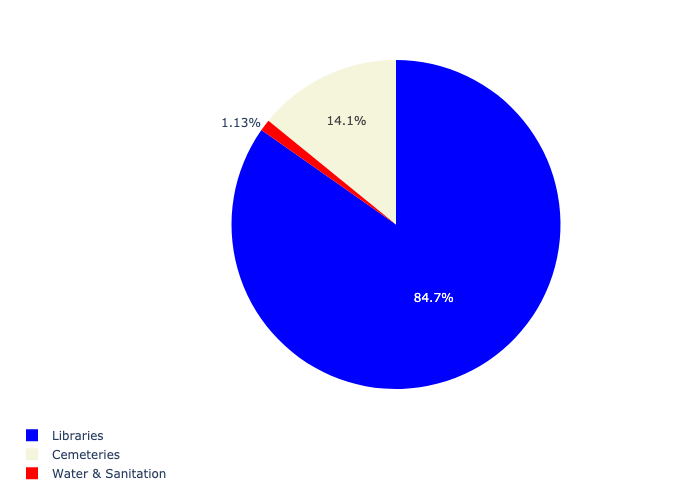 14.1%
1.13%
84.7%
Libraries
Cemeteries
Water & Sanitation